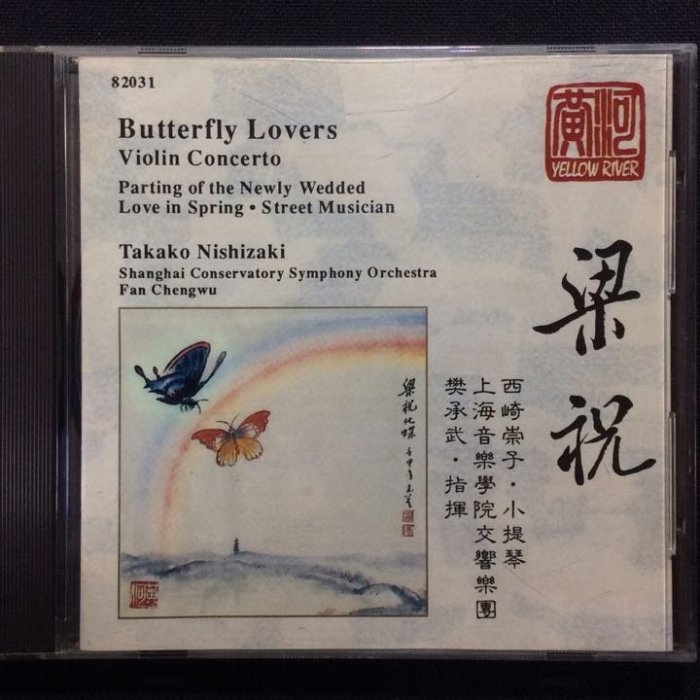 82031
Butterfly Lovers
Violin Concerto
Parting of the Newly Wedded
Love in Spring • Street Musician
Takako Nishizaki
Shanghai Conservatory Symphony Orchestra
Fan Chengwu
黃河
YELLOW RIVER
梁祝
西崎崇子・小提琴
上海音樂學院交響樂團
樊承武・指揮
梁祝化蝶